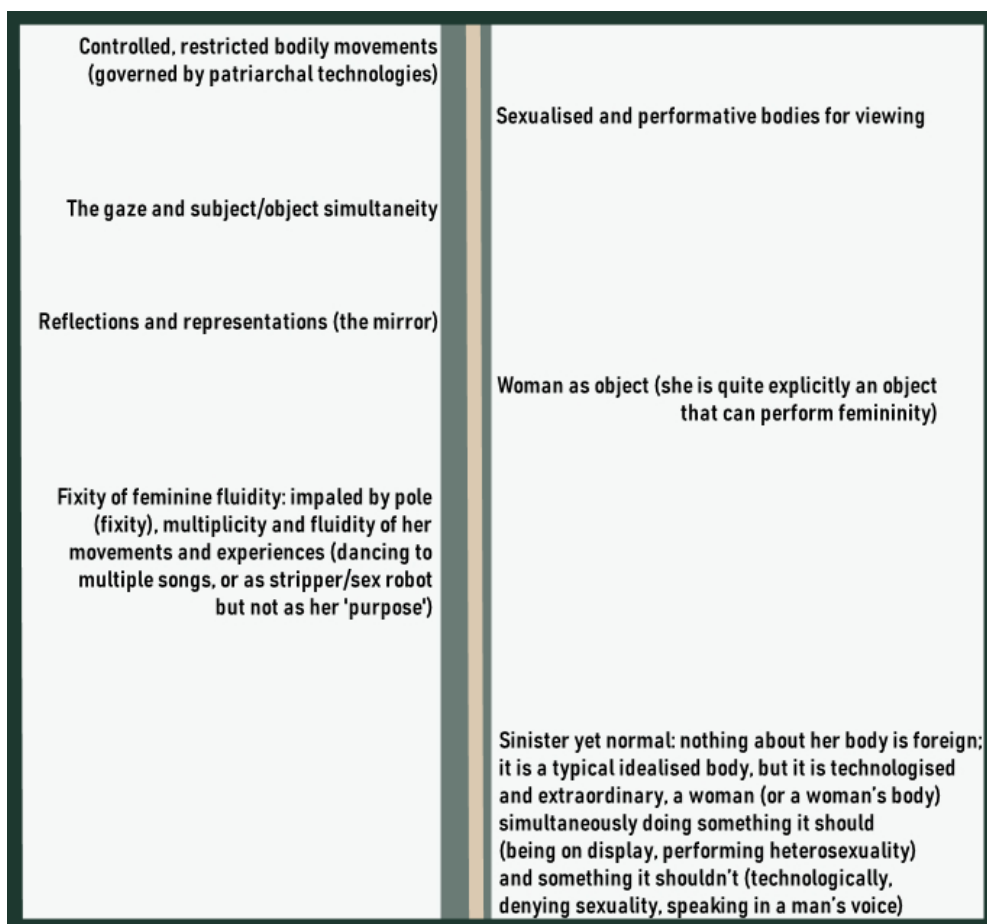 Controlled, restricted bodily movements
(governed by patriarchal technologies)
Sexualised and performative bodies for viewing
The gaze and subject/object simultaneity
Reflections and representations (the mirror)
Woman as object (she is quite explicitly an object
that can perform femininity)
Fixity of feminine fluidity: impaled by pole
(fixity), multiplicity and fluidity of her
movements and experiences (dancing to
multiple songs, or as stripper/sex robot
but not as her 'purpose')
Sinister yet normal: nothing about her body is foreign;
it is a typical idealised body, but it is technologised
and extraordinary, a woman (or a woman’s body)
simultaneously doing something it should
(being on display, performing heterosexuality)
and something it shouldn’t (technologically,
denying sexuality, speaking in a man’s voice)